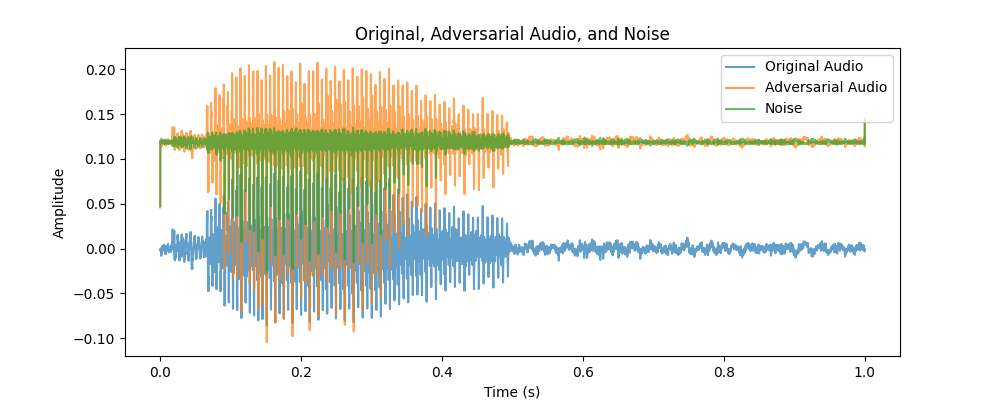 Original, Adversarial Audio, and Noise
Original Audio
Adversarial Audio
Noise
Amplitude
0.20
0.15
0.10
0.05
0.00
−0.05
−0.10
0.0 0.2 0.4 0.6 0.8 1.0
Time (s)